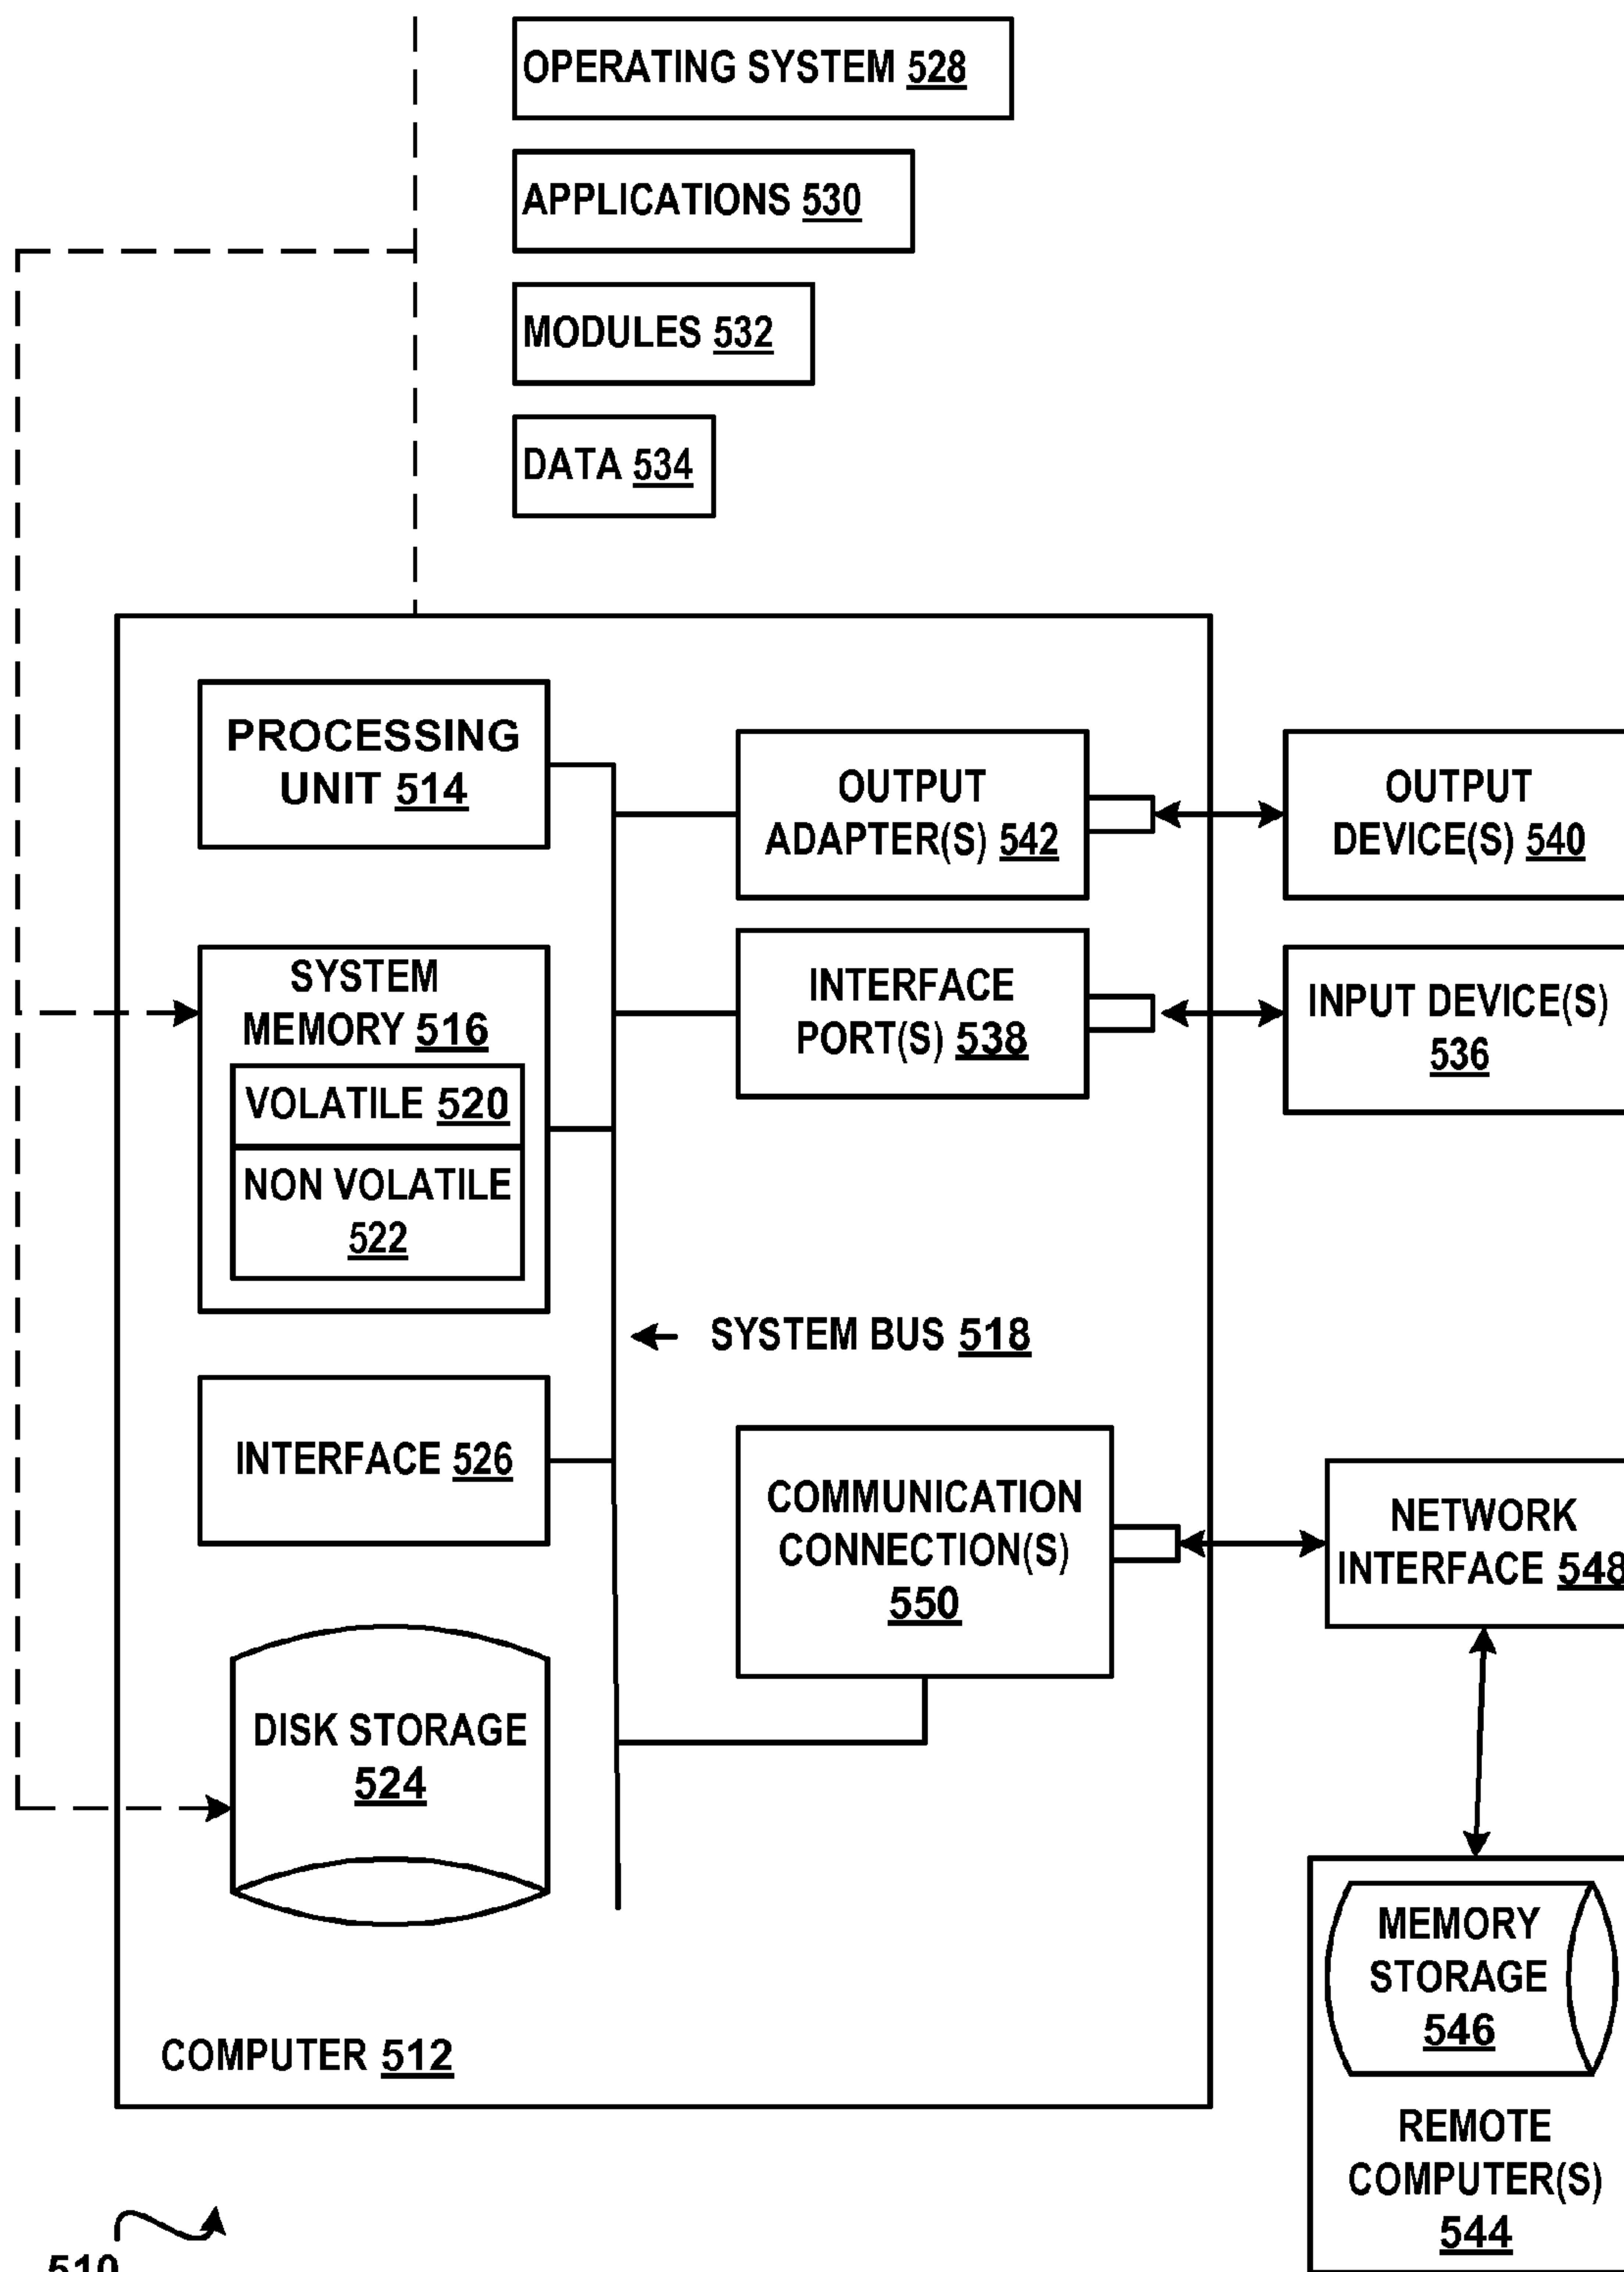 OPERATING SYSTEM 528
APPLICATIONS 530
MODULES 532
DATA 534
PROCESSING
UNIT 514
OUTPUT
ADAPTER(S) 542
OUTPUT
DEVICE(S) 540
SYSTEM
MEMORY 516
VOLATILE 520
NON VOLATILE
522
INTERFACE
PORT(S) 538
INPUT DEVICE(S)
536
SYSTEM BUS 518
INTERFACE 526
COMMUNICATION
CONNECTION(S)
550
NETWORK
INTERFACE 548
DISK STORAGE
524
MEMORY
STORAGE
546
REMOTE
COMPUTER(S)
544
COMPUTER 512
510